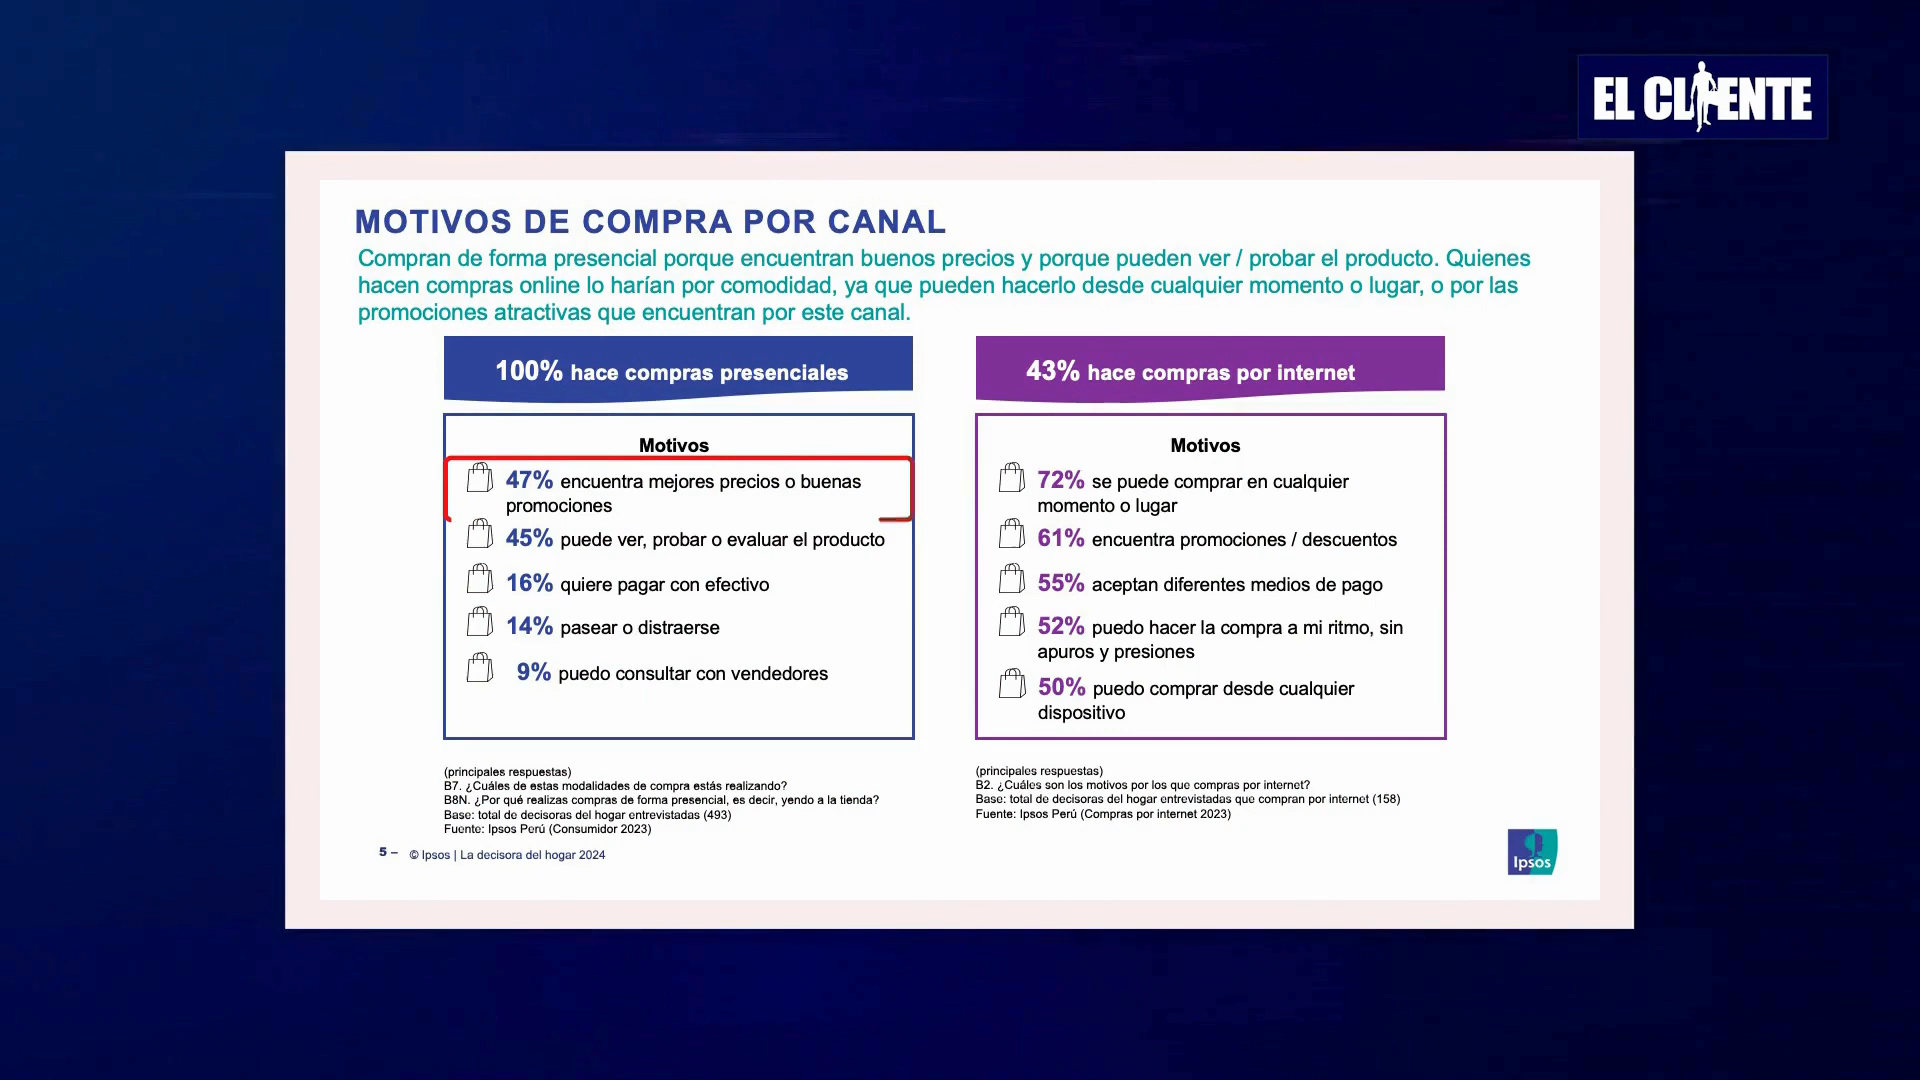 EL CLIENTE
MOTIVOS DE COMPRA POR CANAL
Compran de forma presencial porque encuentran buenos precios y porque pueden ver / probar el producto. Quienes
hacen compras online lo harían por comodidad, ya que pueden hacerlo desde cualquier momento o lugar, o por las
promociones atractivas que encuentran por este canal.
100% hace compras presenciales
Motivos
47% encuentra mejores precios o buenas
promociones
45% puede ver, probar o evaluar el producto
16% quiere pagar con efectivo
14% pasear o distraerse
9% puedo consultar con vendedores
(principales respuestas)
B7. ¿Cuáles de estas modalidades de compra estás realizando?
B8N. ¿Por qué realizas compras de forma presencial, es decir, yendo a la tienda?
Base: total de decisoras del hogar entrevistadas (493)
Fuente: Ipsos Perú (Consumidor 2023)
43% hace compras por internet
Motivos
72% se puede comprar en cualquier
momento o lugar
61% encuentra promociones / descuentos
55% aceptan diferentes medios de pago
52% puedo hacer la compra a mi ritmo, sin
apuros y presiones
50% puedo comprar desde cualquier
dispositivo
(principales respuestas)
B2. ¿Cuáles son los motivos por los que compras por internet?
Base: total de decisoras del hogar entrevistadas que compran por internet (158)
Fuente: Ipsos Perú (Compras por internet 2023)
5 – © Ipsos | La decisora del hogar 2024
Ipsos